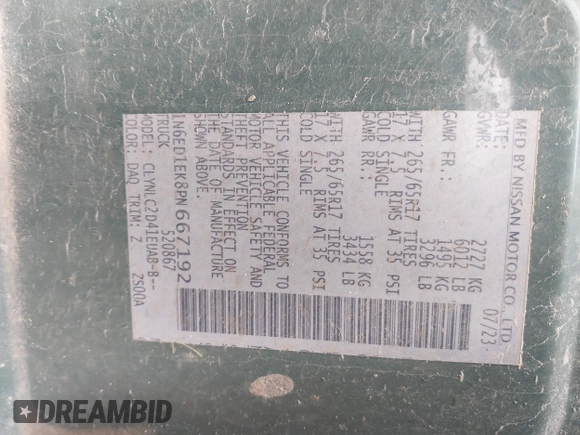 MFD BY NISSAN MOTOR CO., LTD.
DATE: 07/23
GVWR: 2727 KG
6012 LB
GAWR FR.: 1495 KG
3296 LB
WITH 265/65R17 TIRES
17 X 7.5 RIMS AT 35 PSI
COLD SINGLE
GAWR RR.: 1558 KG
3434 LB
WITH 265/65R17 TIRES
17 X 7.5 RIMS AT 35 PSI
COLD SINGLE
THIS VEHICLE CONFORMS TO
ALL APPLICABLE FEDERAL
MOTOR VEHICLE SAFETY AND
THEFT PREVENTION
STANDARDS IN EFFECT ON
THE DATE OF MANUFACTURE
SHOWN ABOVE.
1N6ED1EK8PN667192
TRUCK 520867
MODEL: CLYNLC2D41EUAB-B--
COLOR: DAQ TRIM: Z ZS00A
DREAMBID